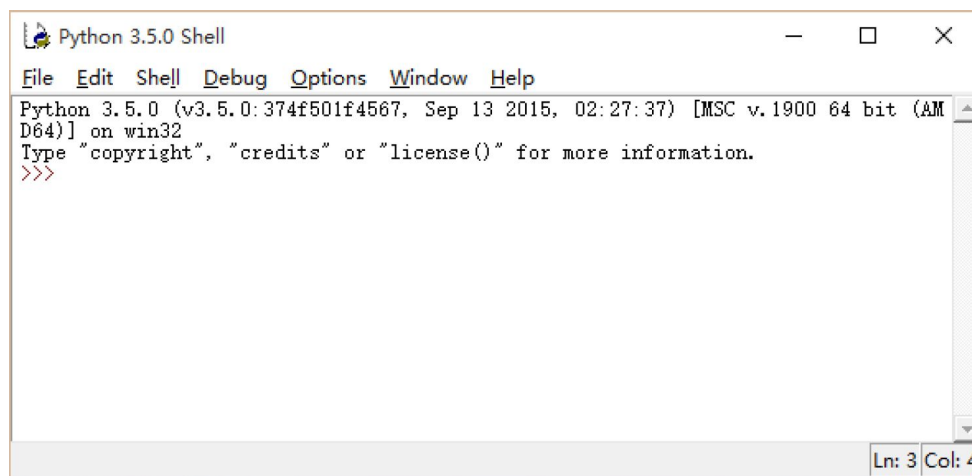 Python 3.5.0 Shell
File Edit Shell Debug Options Window Help
Python 3.5.0 (v3.5.0:374f501f4567, Sep 13 2015, 02:27:37) [MSC v.1900 64 bit (AM
D64)] on win32
Type "copyright", "credits" or "license()" for more information.
>>>
Ln: 3 Col: 4